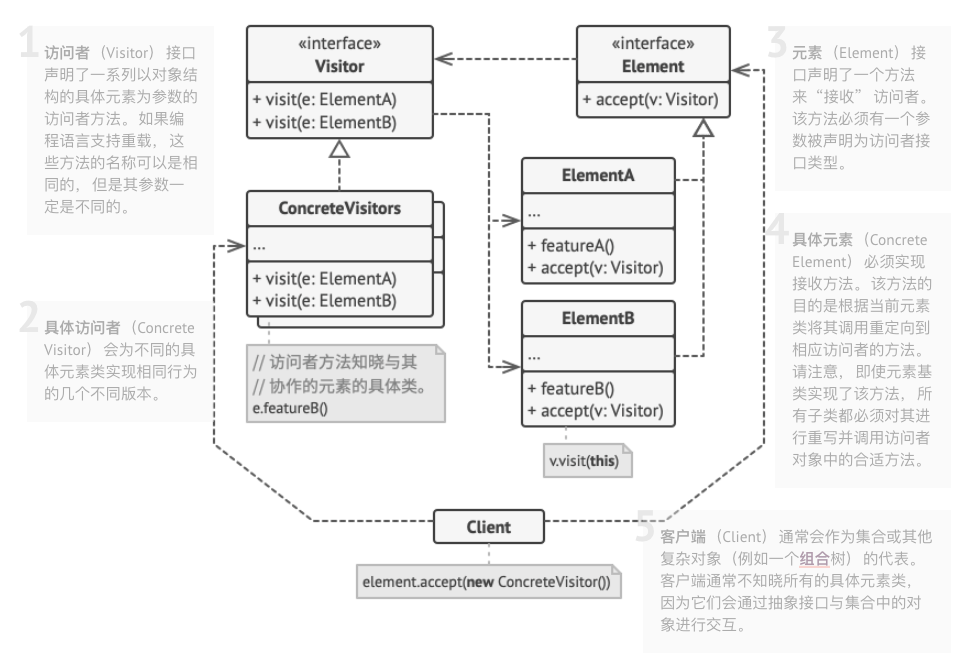 1
访问者（Visitor）接口
声明了一系列以对象结
构的具体元素为参数的
访问者方法。如果编
程语言支持重载，这
些方法的名称可以是相
同的，但是其参数一
定是不同的。
2
具体访问者（Concrete
Visitor）会为不同的具
体元素类实现相同行为
的几个不同版本。
«interface»
Visitor
+ visit(e: ElementA)
+ visit(e: ElementB)
ConcreteVisitors
...
+ visit(e: ElementA)
+ visit(e: ElementB)
// 访问者方法知晓与其
// 协作的元素的具体类。
e.featureB()
«interface»
Element
+ accept(v: Visitor)
ElementA
...
+ featureA()
+ accept(v: Visitor)
ElementB
...
+ featureB()
+ accept(v: Visitor)
v.visit(this)
Client
element.accept(new ConcreteVisitor())
3
元素（Element）接
口声明了一个方法
来“接收”访问者。
该方法必须有一个参
数被声明为访问者接
口类型。
4
具体元素（Concrete
Element）必须实现
接收方法。该方法的
目的是根据当前元素
类将其调用重定向到
相应访问者的方法。
请注意，即使元素基
类实现了该方法，所
有子类都必须对其进
行重写并调用访问者
对象中的合适方法。
5
客户端（Client）通常会作为集合或其他
复杂对象（例如一个组合树）的代表。
客户端通常不知晓所有的具体元素类，
因为它们会通过抽象接口与集合中的对
象进行交互。